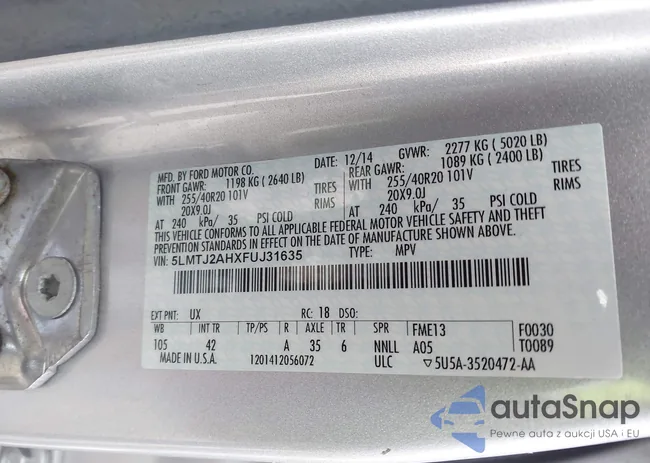 MFD. BY FORD MOTOR CO. DATE: 12/14 GVWR: 2277 KG ( 5020 LB)
FRONT GAWR: 1198 KG ( 2640 LB) REAR GAWR: 1089 KG ( 2400 LB)
WITH 255/40R20 101V TIRES WITH 255/40R20 101V TIRES
20X9.0J RIMS 20X9.0J RIMS
AT 240 kPa/ 35 PSI COLD AT 240 kPa/ 35 PSI COLD
THIS VEHICLE CONFORMS TO ALL APPLICABLE FEDERAL MOTOR VEHICLE SAFETY AND THEFT
PREVENTION STANDARDS IN EFFECT ON THE DATE OF MANUFACTURE SHOWN ABOVE.
VIN: 5LMTJ2AHXFUJ31635 TYPE: MPV
EXT PNT: UX RC: 18 DSO:
WB INT TR TP/PS R AXLE TR SPR FME13 F0030
105 42 A 35 6 NNLL A05 T0089
MADE IN U.S.A. 1201412056072 ULC 5U5A-3520472-AA
autaSnap
Pewne auta z aukcji USA i EU